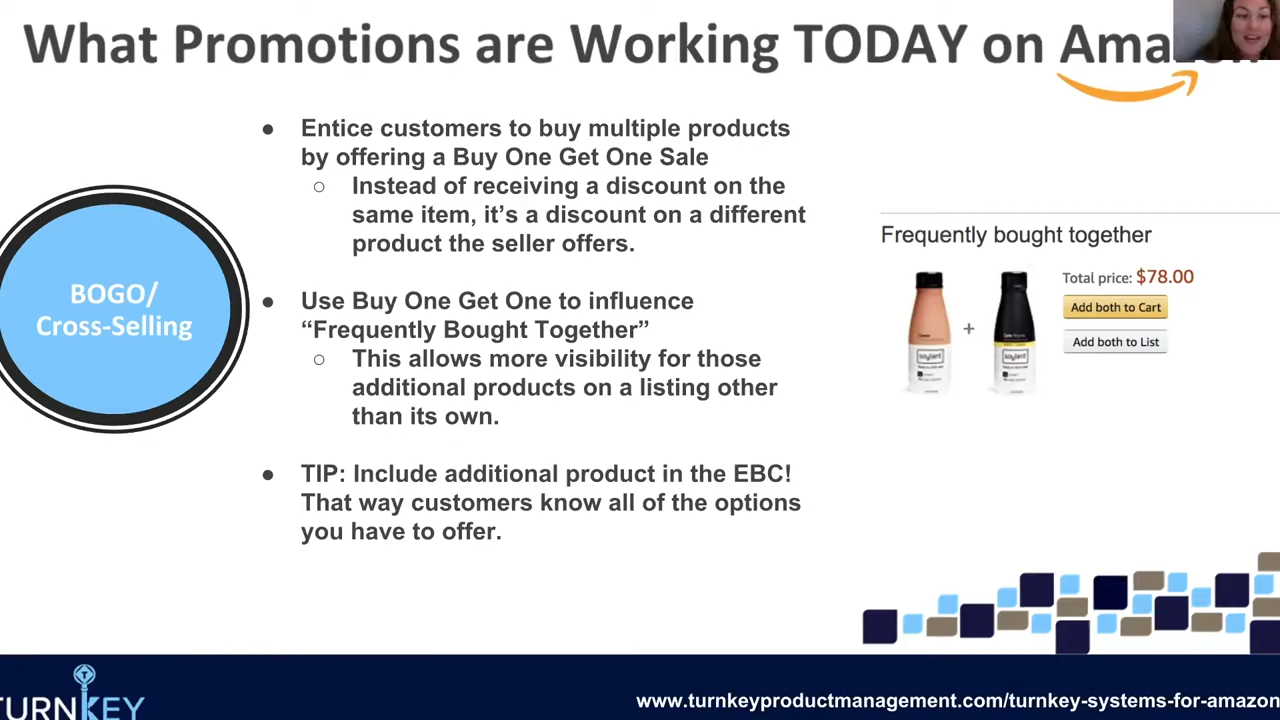 What Promotions are Working TODAY on Amazon
● Entice customers to buy multiple products
by offering a Buy One Get One Sale
○ Instead of receiving a discount on the
same item, it’s a discount on a different
product the seller offers.
BOGO/
Cross-Selling
● Use Buy One Get One to influence
“Frequently Bought Together”
○ This allows more visibility for those
additional products on a listing other
than its own.
● TIP: Include additional product in the EBC!
That way customers know all of the options
you have to offer.
Frequently bought together
Total price: $78.00
+
Add both to Cart
Add both to List
soylent
soylent
TURNKEY
www.turnkeyproductmanagement.com/turnkey-systems-for-amazon